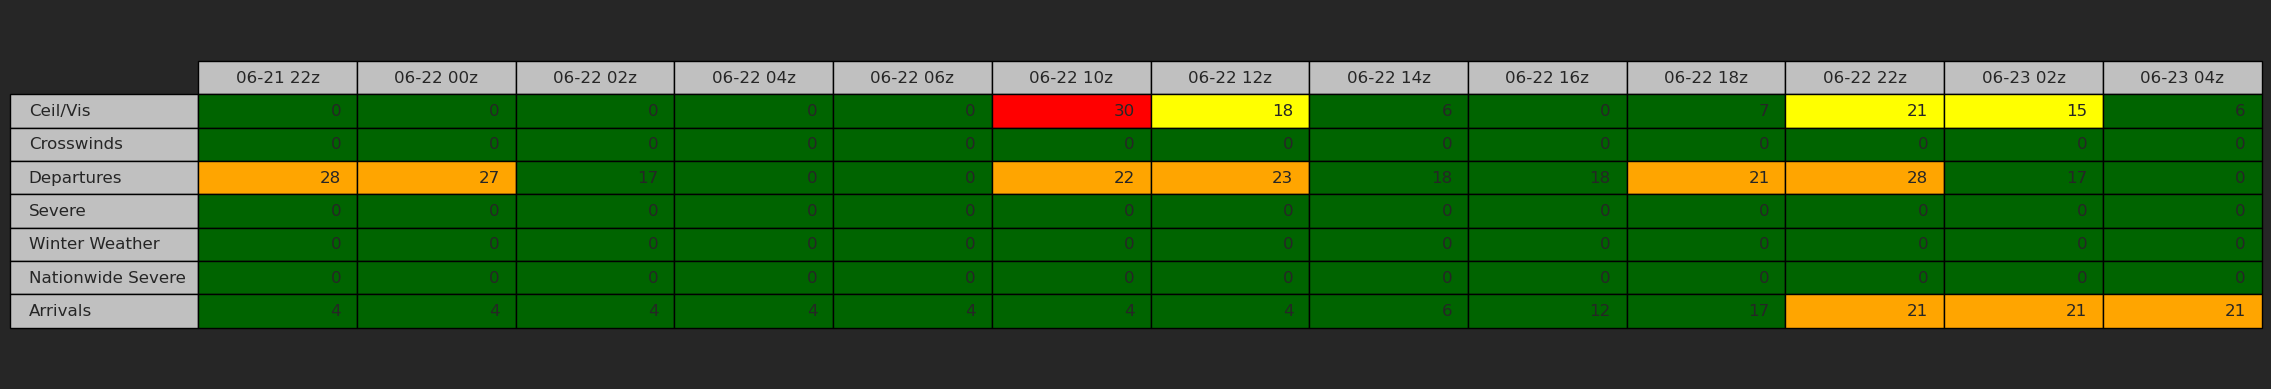 06-21 22z 06-22 00z 06-22 02z 06-22 04z 06-22 06z 06-22 10z 06-22 12z 06-22 14z 06-22 16z 06-22 18z 06-22 22z 06-23 02z 06-23 04z
Ceil/Vis 0 0 0 0 0 30 18 6 0 7 21 15 6
Crosswinds 0 0 0 0 0 0 0 0 0 0 0 0 0
Departures 28 27 17 0 0 22 23 18 18 21 28 17 0
Severe 0 0 0 0 0 0 0 0 0 0 0 0 0
Winter Weather 0 0 0 0 0 0 0 0 0 0 0 0 0
Nationwide Severe 0 0 0 0 0 0 0 0 0 0 0 0 0
Arrivals 4 4 4 4 4 4 4 6 12 17 21 21 21